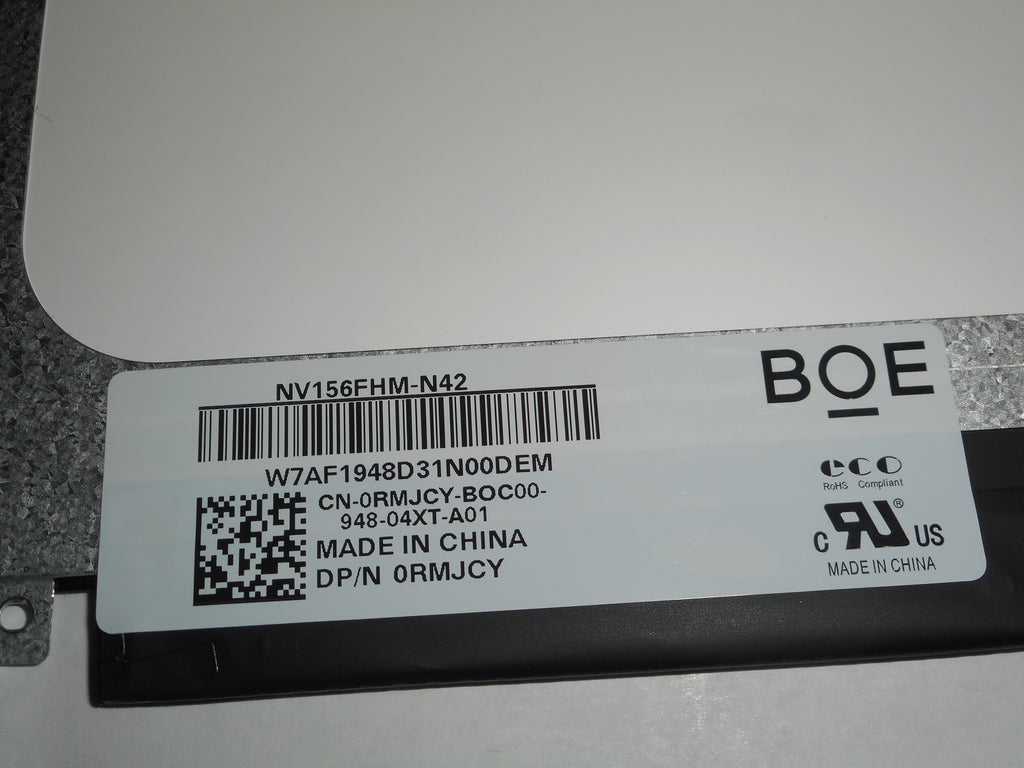 NV156FHM-N42
BOE
W7AF1948D31N00DEM
CN-0RMJCY-BOC00-
948-04XT-A01
MADE IN CHINA
DP/N 0RMJCY
eco
RoHS Compliant
C RU® US
MADE IN CHINA